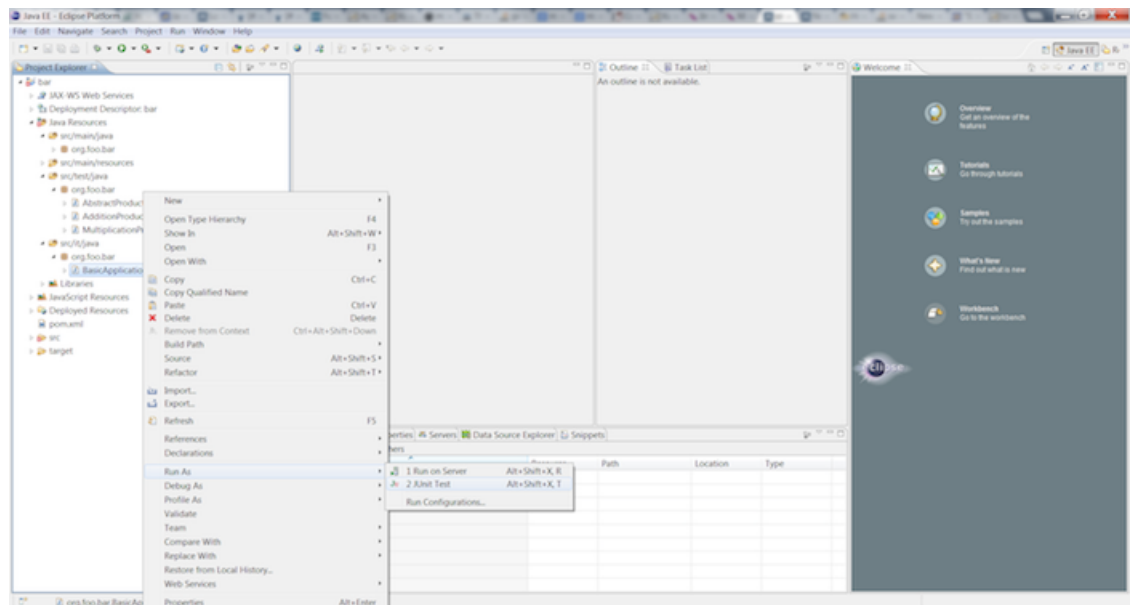 Java EE - Eclipse Platform
File Edit Navigate Search Project Run Window Help
Java EE
Project Explorer
Outline
Task List
Welcome
An outline is not available.
bar
JAX-WS Web Services
Deployment Descriptor: bar
Java Resources
src/main/java
org.foo.bar
src/main/resources
src/test/java
org.foo.bar
AbstractProduct
AdditionProduc
MultiplicationP
src/it/java
org.foo.bar
BasicApplicatio
Libraries
JavaScript Resources
Deployed Resources
pom.xml
src
target
New
Open Type Hierarchy F4
Show In Alt+Shift+W
Open F3
Open With
Copy Ctrl+C
Copy Qualified Name
Paste Ctrl+V
Delete Delete
Remove from Context Ctrl+Alt+Shift+Down
Build Path
Source Alt+Shift+S
Refactor Alt+Shift+T
Import...
Export...
Refresh F5
References
Declarations
Run As
Debug As
Profile As
Validate
Team
Compare With
Replace With
Restore from Local History...
Web Services
Properties Alt+Enter
1 Run on Server Alt+Shift+X, R
2 JUnit Test Alt+Shift+X, T
Run Configurations...
perties Servers Data Source Explorer Snippets
hers
Path Location Type
Overview
Get an overview of the
features
Tutorials
Go through tutorials
Samples
Try out the samples
What's New
Find out what is new
Workbench
Go to the workbench
eclipse
org.foo.bar.BasicAp